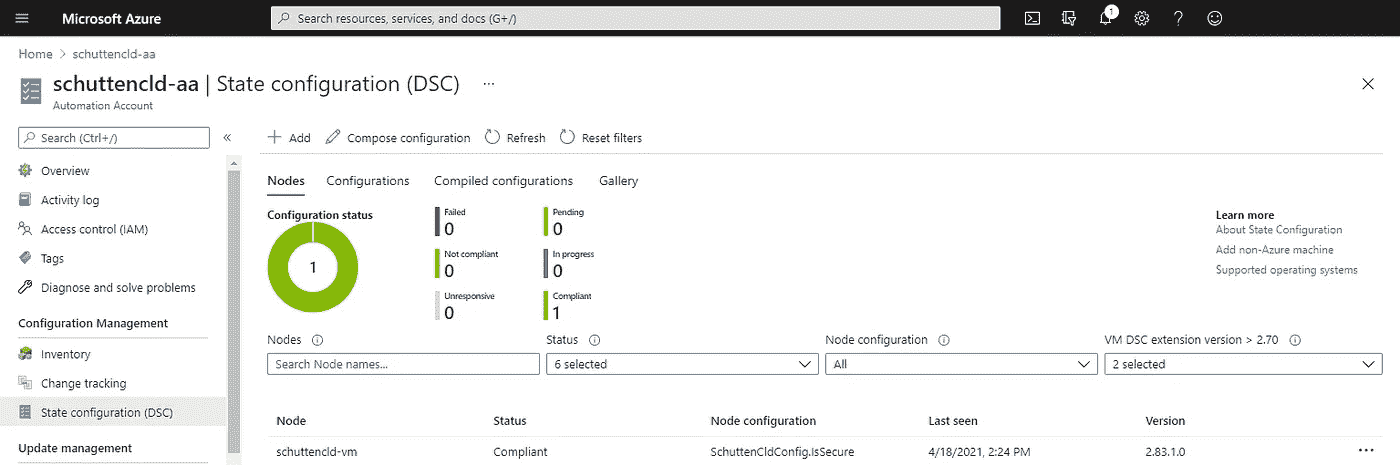 Microsoft Azure
Search resources, services, and docs (G+/)
1
Home > schuttencld-aa
schuttencld-aa | State configuration (DSC) ...
Automation Account
Search (Ctrl+/) «
Overview
Activity log
Access control (IAM)
Tags
Diagnose and solve problems
Configuration Management
Inventory
Change tracking
State configuration (DSC)
Update management
Add Compose configuration Refresh Reset filters
Nodes Configurations Compiled configurations Gallery
Configuration status
1
Failed
0
Pending
0
Not compliant
0
In progress
0
Unresponsive
0
Compliant
1
Learn more
About State Configuration
Add non-Azure machine
Supported operating systems
Nodes Status Node configuration VM DSC extension version > 2.70
Search Node names... 6 selected All 2 selected
Node Status Node configuration Last seen Version
schuttencld-vm Compliant SchuttenCldConfig.IsSecure 4/18/2021, 2:24 PM 2.83.1.0 ...